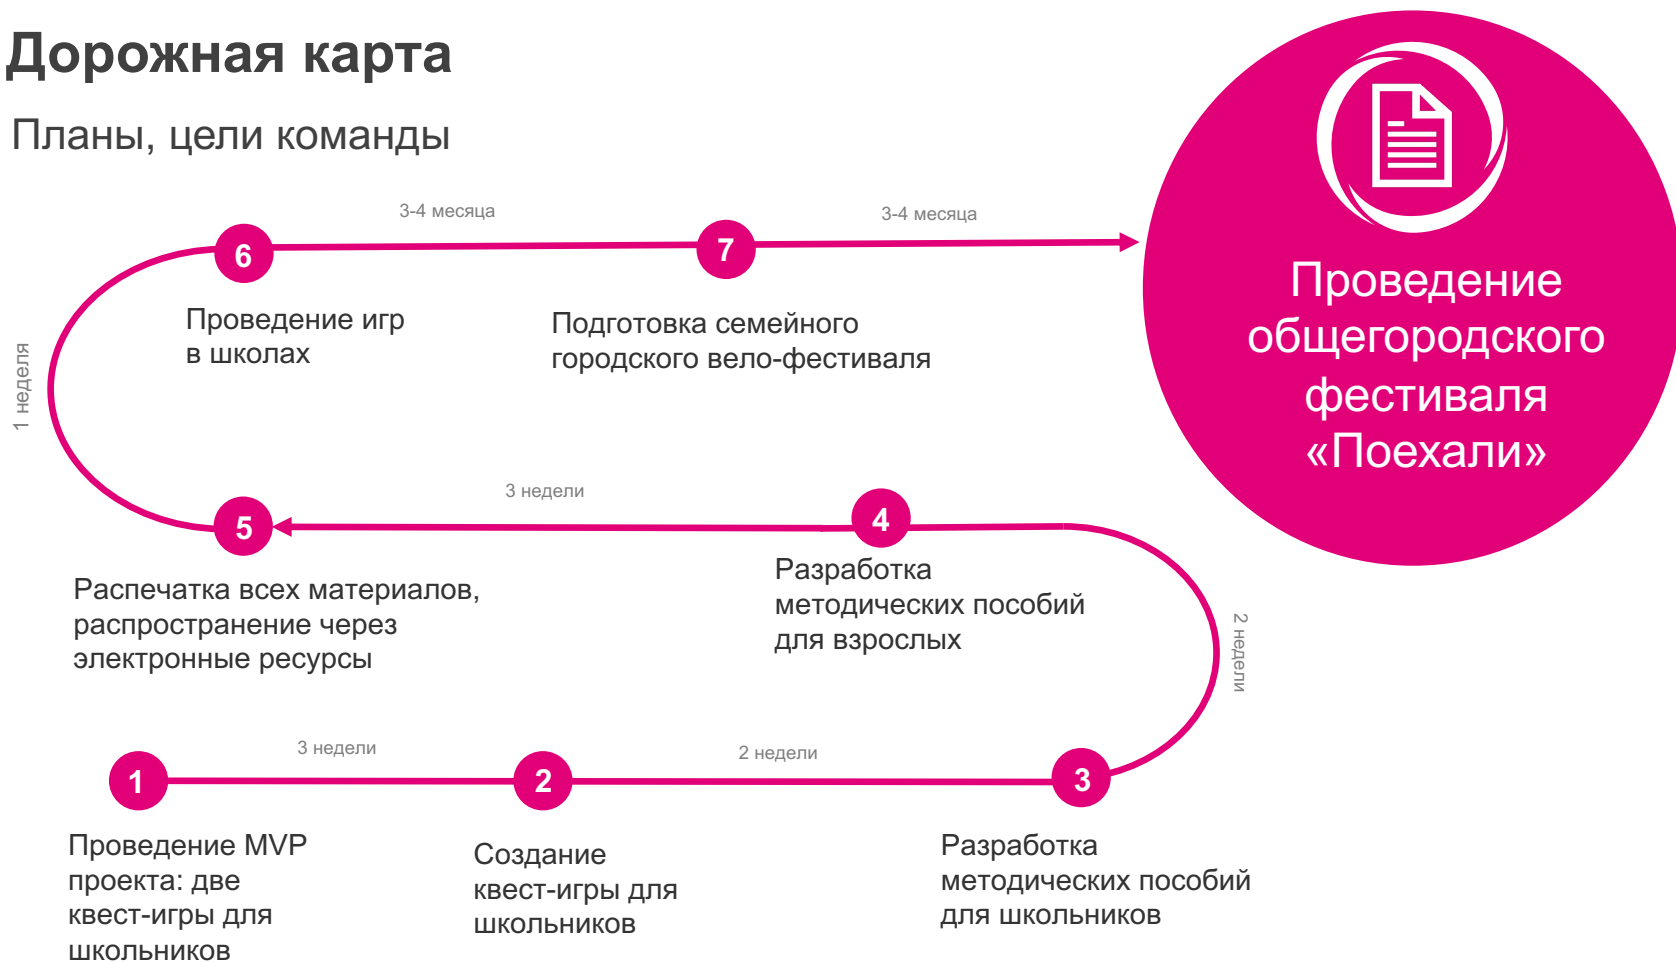 Дорожная карта
Планы, цели команды
3-4 месяца
3-4 месяца
6
7
Проведение игр
в школах
Подготовка семейного
городского вело-фестиваля
Проведение
общегородского
фестиваля
«Поехали»
1 неделя
3 недели
5
4
Распечатка всех материалов,
распространение через
электронные ресурсы
Разработка
методических пособий
для взрослых
2 недели
3 недели
2 недели
1
2
3
Проведение MVP
проекта: две
квест-игры для
школьников
Создание
квест-игры для
школьников
Разработка
методических пособий
для школьников